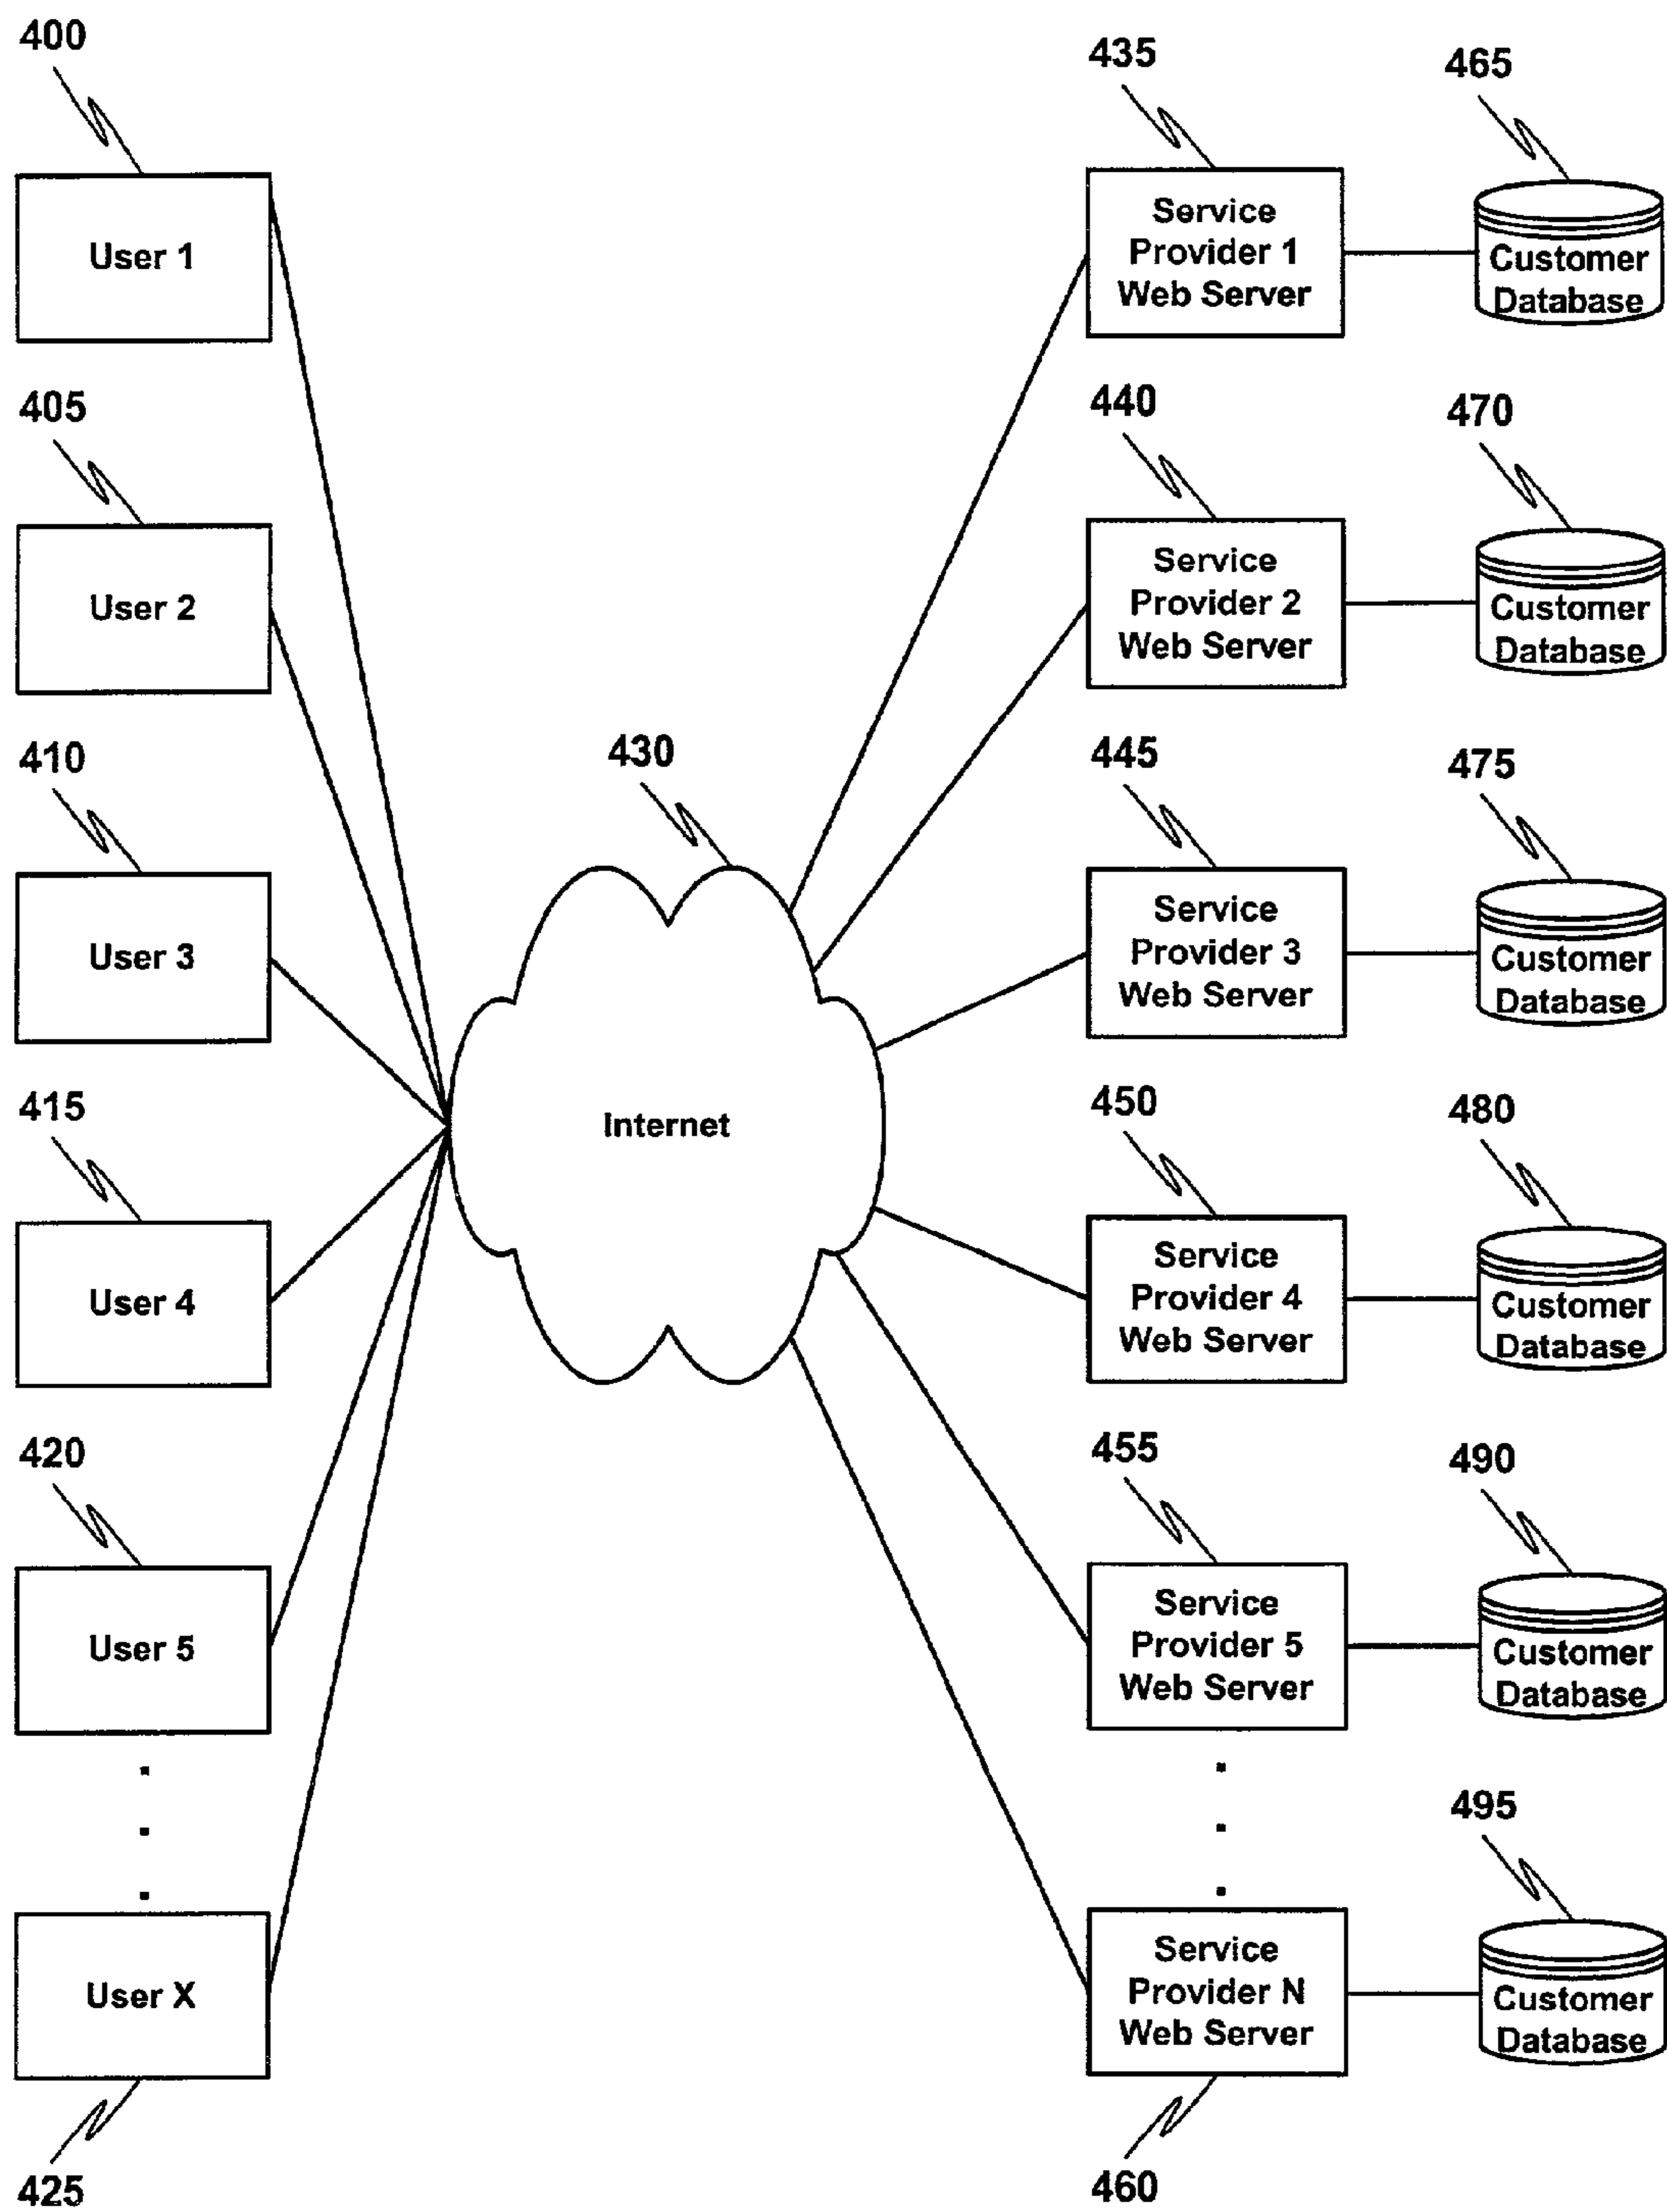 400
435
465
User 1
Service
Provider 1
Web Server
Customer
Database
405
440
470
User 2
Service
Provider 2
Web Server
Customer
Database
410
430
445
475
User 3
Service
Provider 3
Web Server
Customer
Database
Internet
415
450
480
User 4
Service
Provider 4
Web Server
Customer
Database
420
455
490
User 5
Service
Provider 5
Web Server
Customer
Database
495
User X
Service
Provider N
Web Server
Customer
Database
425
460